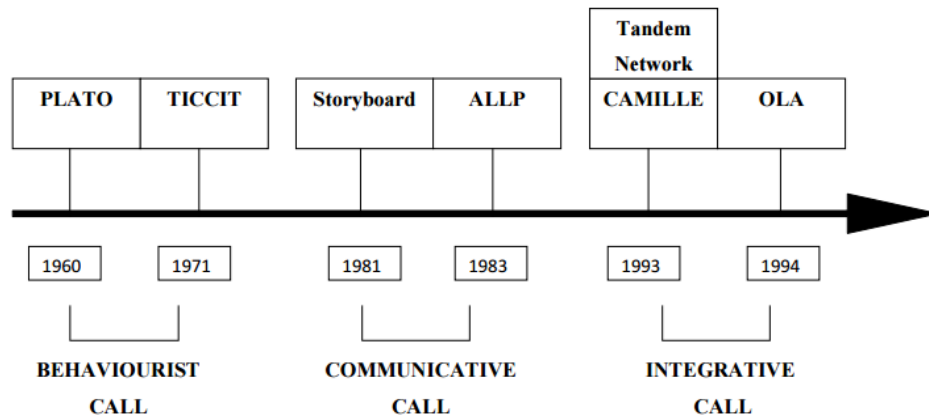 Tandem
Network
PLATO
TICCIT
Storyboard
ALLP
CAMILLE
OLA
1960
1971
1981
1983
1993
1994
BEHAVIOURIST
CALL
COMMUNICATIVE
CALL
INTEGRATIVE
CALL